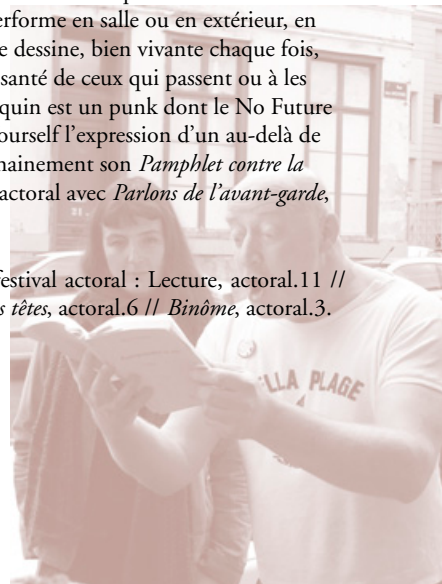 erforme en salle ou en extérieur, en
e dessine, bien vivante chaque fois,
santé de ceux qui passent ou à les
quin est un punk dont le No Future
ourself l'expression d'un au-delà de
hainement son Pamphlet contre la
actoral avec Parlons de l'avant-garde,
estival actoral : Lecture, actoral.11 //
s têtes, actoral.6 // Binôme, actoral.3.
LLA PLAGE